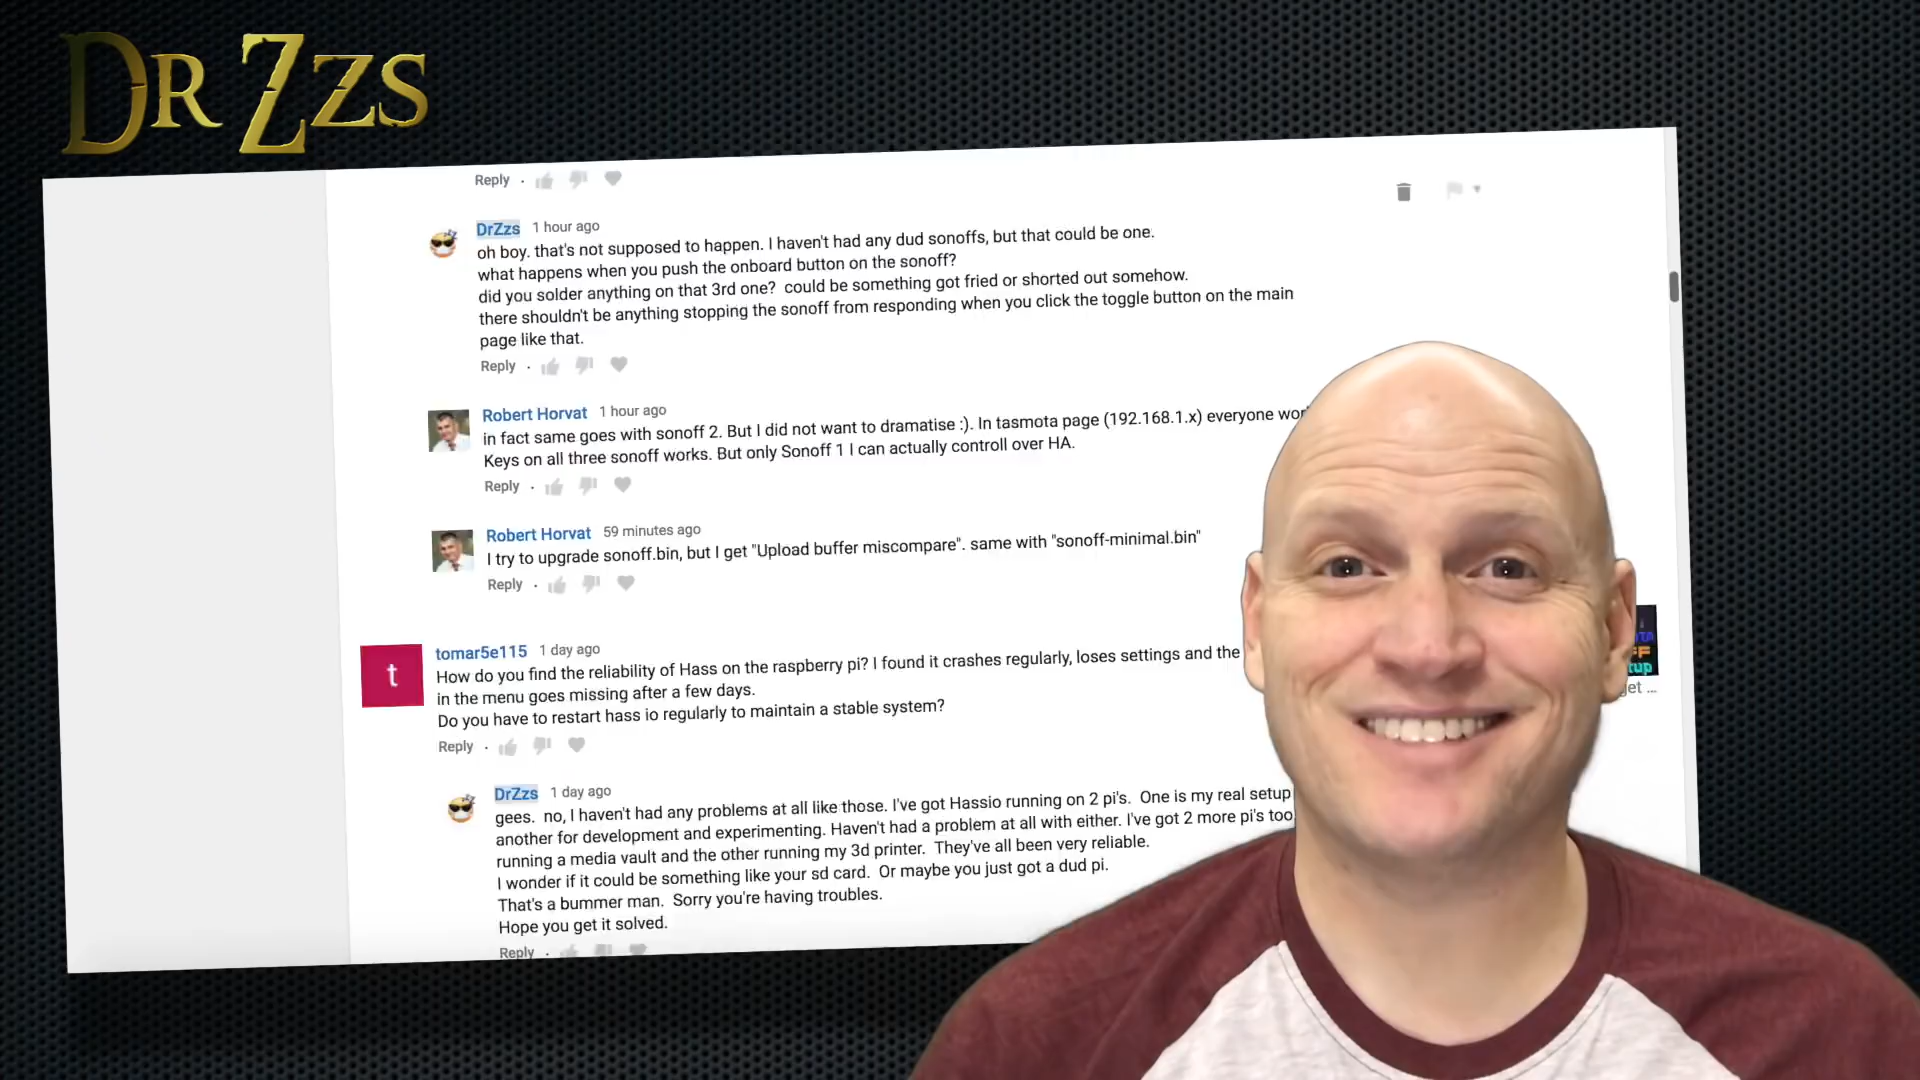 DR ZZS
Reply ·
DrZzs 1 hour ago
oh boy. that's not supposed to happen. I haven't had any dud sonoffs, but that could be one.
what happens when you push the onboard button on the sonoff?
did you solder anything on that 3rd one? could be something got fried or shorted out somehow.
there shouldn't be anything stopping the sonoff from responding when you click the toggle button on the main
page like that.
Reply ·
Robert Horvat 1 hour ago
in fact same goes with sonoff 2. But I did not want to dramatise :). In tasmota page (192.168.1.x) everyone
Keys on all three sonoff works. But only Sonoff 1 I can actually controll over HA.
Reply ·
Robert Horvat 59 minutes ago
I try to upgrade sonoff.bin, but I get "Upload buffer miscompare". same with "sonoff-minimal.bin"
Reply ·
t
tomar5e115 1 day ago
How do you find the reliability of Hass on the raspberry pi? I found it crashes regularly, loses settings and the
in the menu goes missing after a few days.
Do you have to restart hass io regularly to maintain a stable system?
Reply ·
DrZzs 1 day ago
gees. no, I haven't had any problems at all like those. I've got Hassio running on 2 pi's. One is my real setup
another for development and experimenting. Haven't had a problem at all with either. I've got 2 more pi's too
running a media vault and the other running my 3d printer. They've all been very reliable.
I wonder if it could be something like your sd card. Or maybe you just got a dud pi.
That's a bummer man. Sorry you're having troubles.
Hope you get it solved.
Reply ·